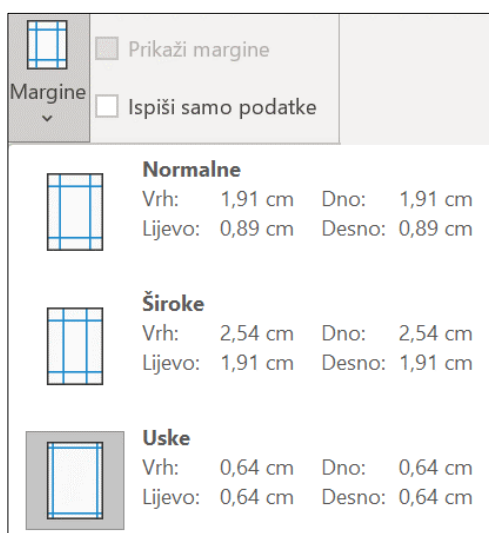 Margine
Prikaži margine
Ispiši samo podatke
Normalne
Vrh: 1,91 cm Dno: 1,91 cm
Lijevo: 0,89 cm Desno: 0,89 cm
Široke
Vrh: 2,54 cm Dno: 2,54 cm
Lijevo: 1,91 cm Desno: 1,91 cm
Uske
Vrh: 0,64 cm Dno: 0,64 cm
Lijevo: 0,64 cm Desno: 0,64 cm